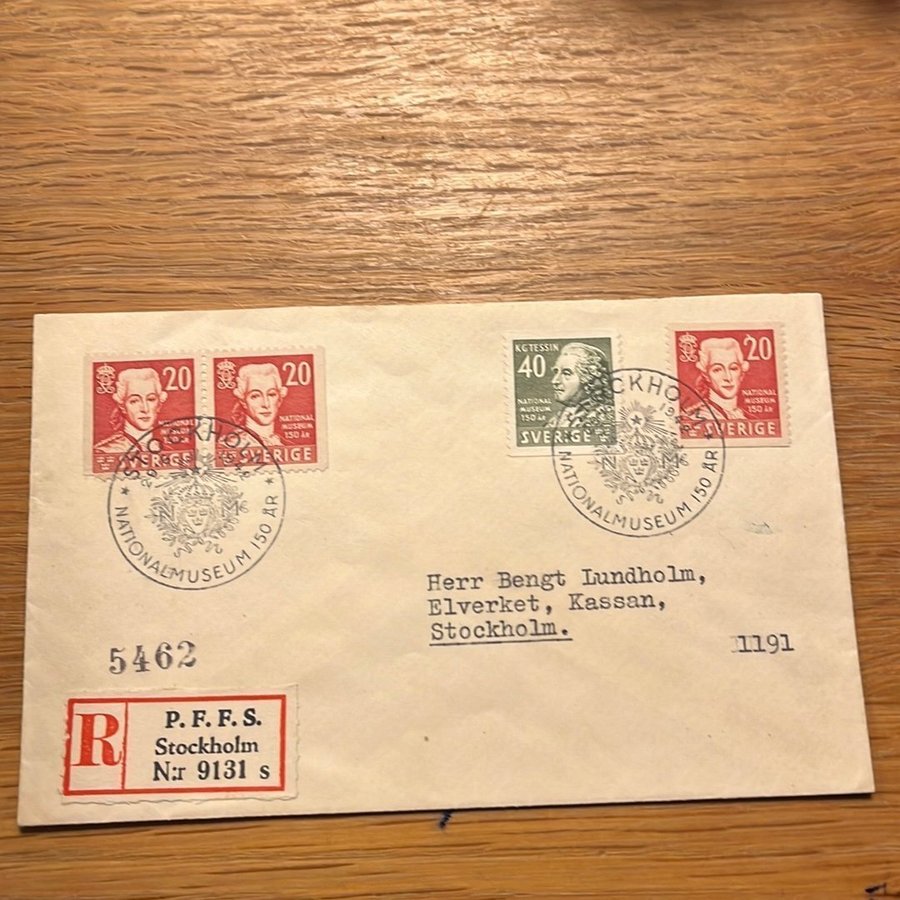 20
NATIONAL
MUSEUM
150 ÅR
SVERIGE
20
NATIONAL
MUSEUM
150 ÅR
SVERIGE
STOCKHOLM
NATIONALMUSEUM 150 ÅR
N M
K G TESSIN
40
NATIONAL
MUSEUM
150 ÅR
SVERIGE
20
NATIONAL
MUSEUM
150 ÅR
SVERIGE
STOCKHOLM
NATIONALMUSEUM 150 ÅR
N M
Herr Bengt Lundholm,
Elverket, Kassan,
Stockholm.
1191
5462
R
P. F. F. S.
Stockholm
N:r 9131 s